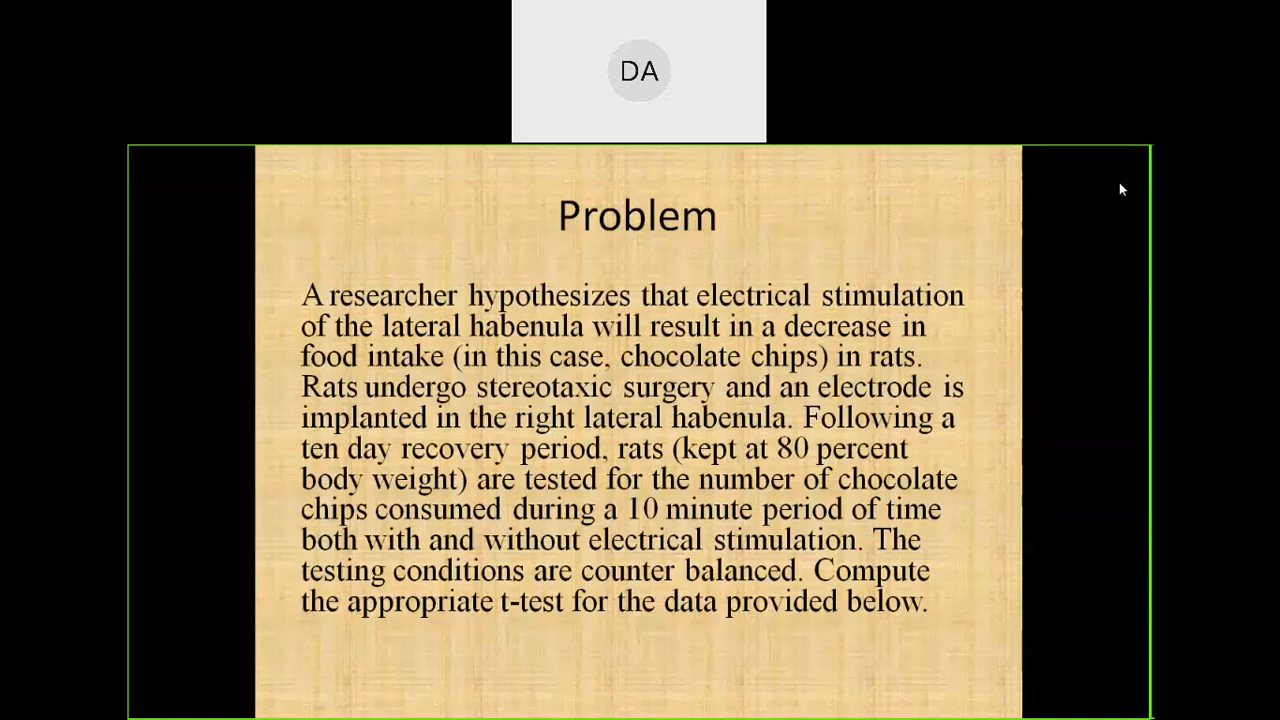 DA
Problem
A researcher hypothesizes that electrical stimulation
of the lateral habenula will result in a decrease in
food intake (in this case, chocolate chips) in rats.
Rats undergo stereotaxic surgery and an electrode is
implanted in the right lateral habenula. Following a
ten day recovery period, rats (kept at 80 percent
body weight) are tested for the number of chocolate
chips consumed during a 10 minute period of time
both with and without electrical stimulation. The
testing conditions are counter balanced. Compute
the appropriate t-test for the data provided below.